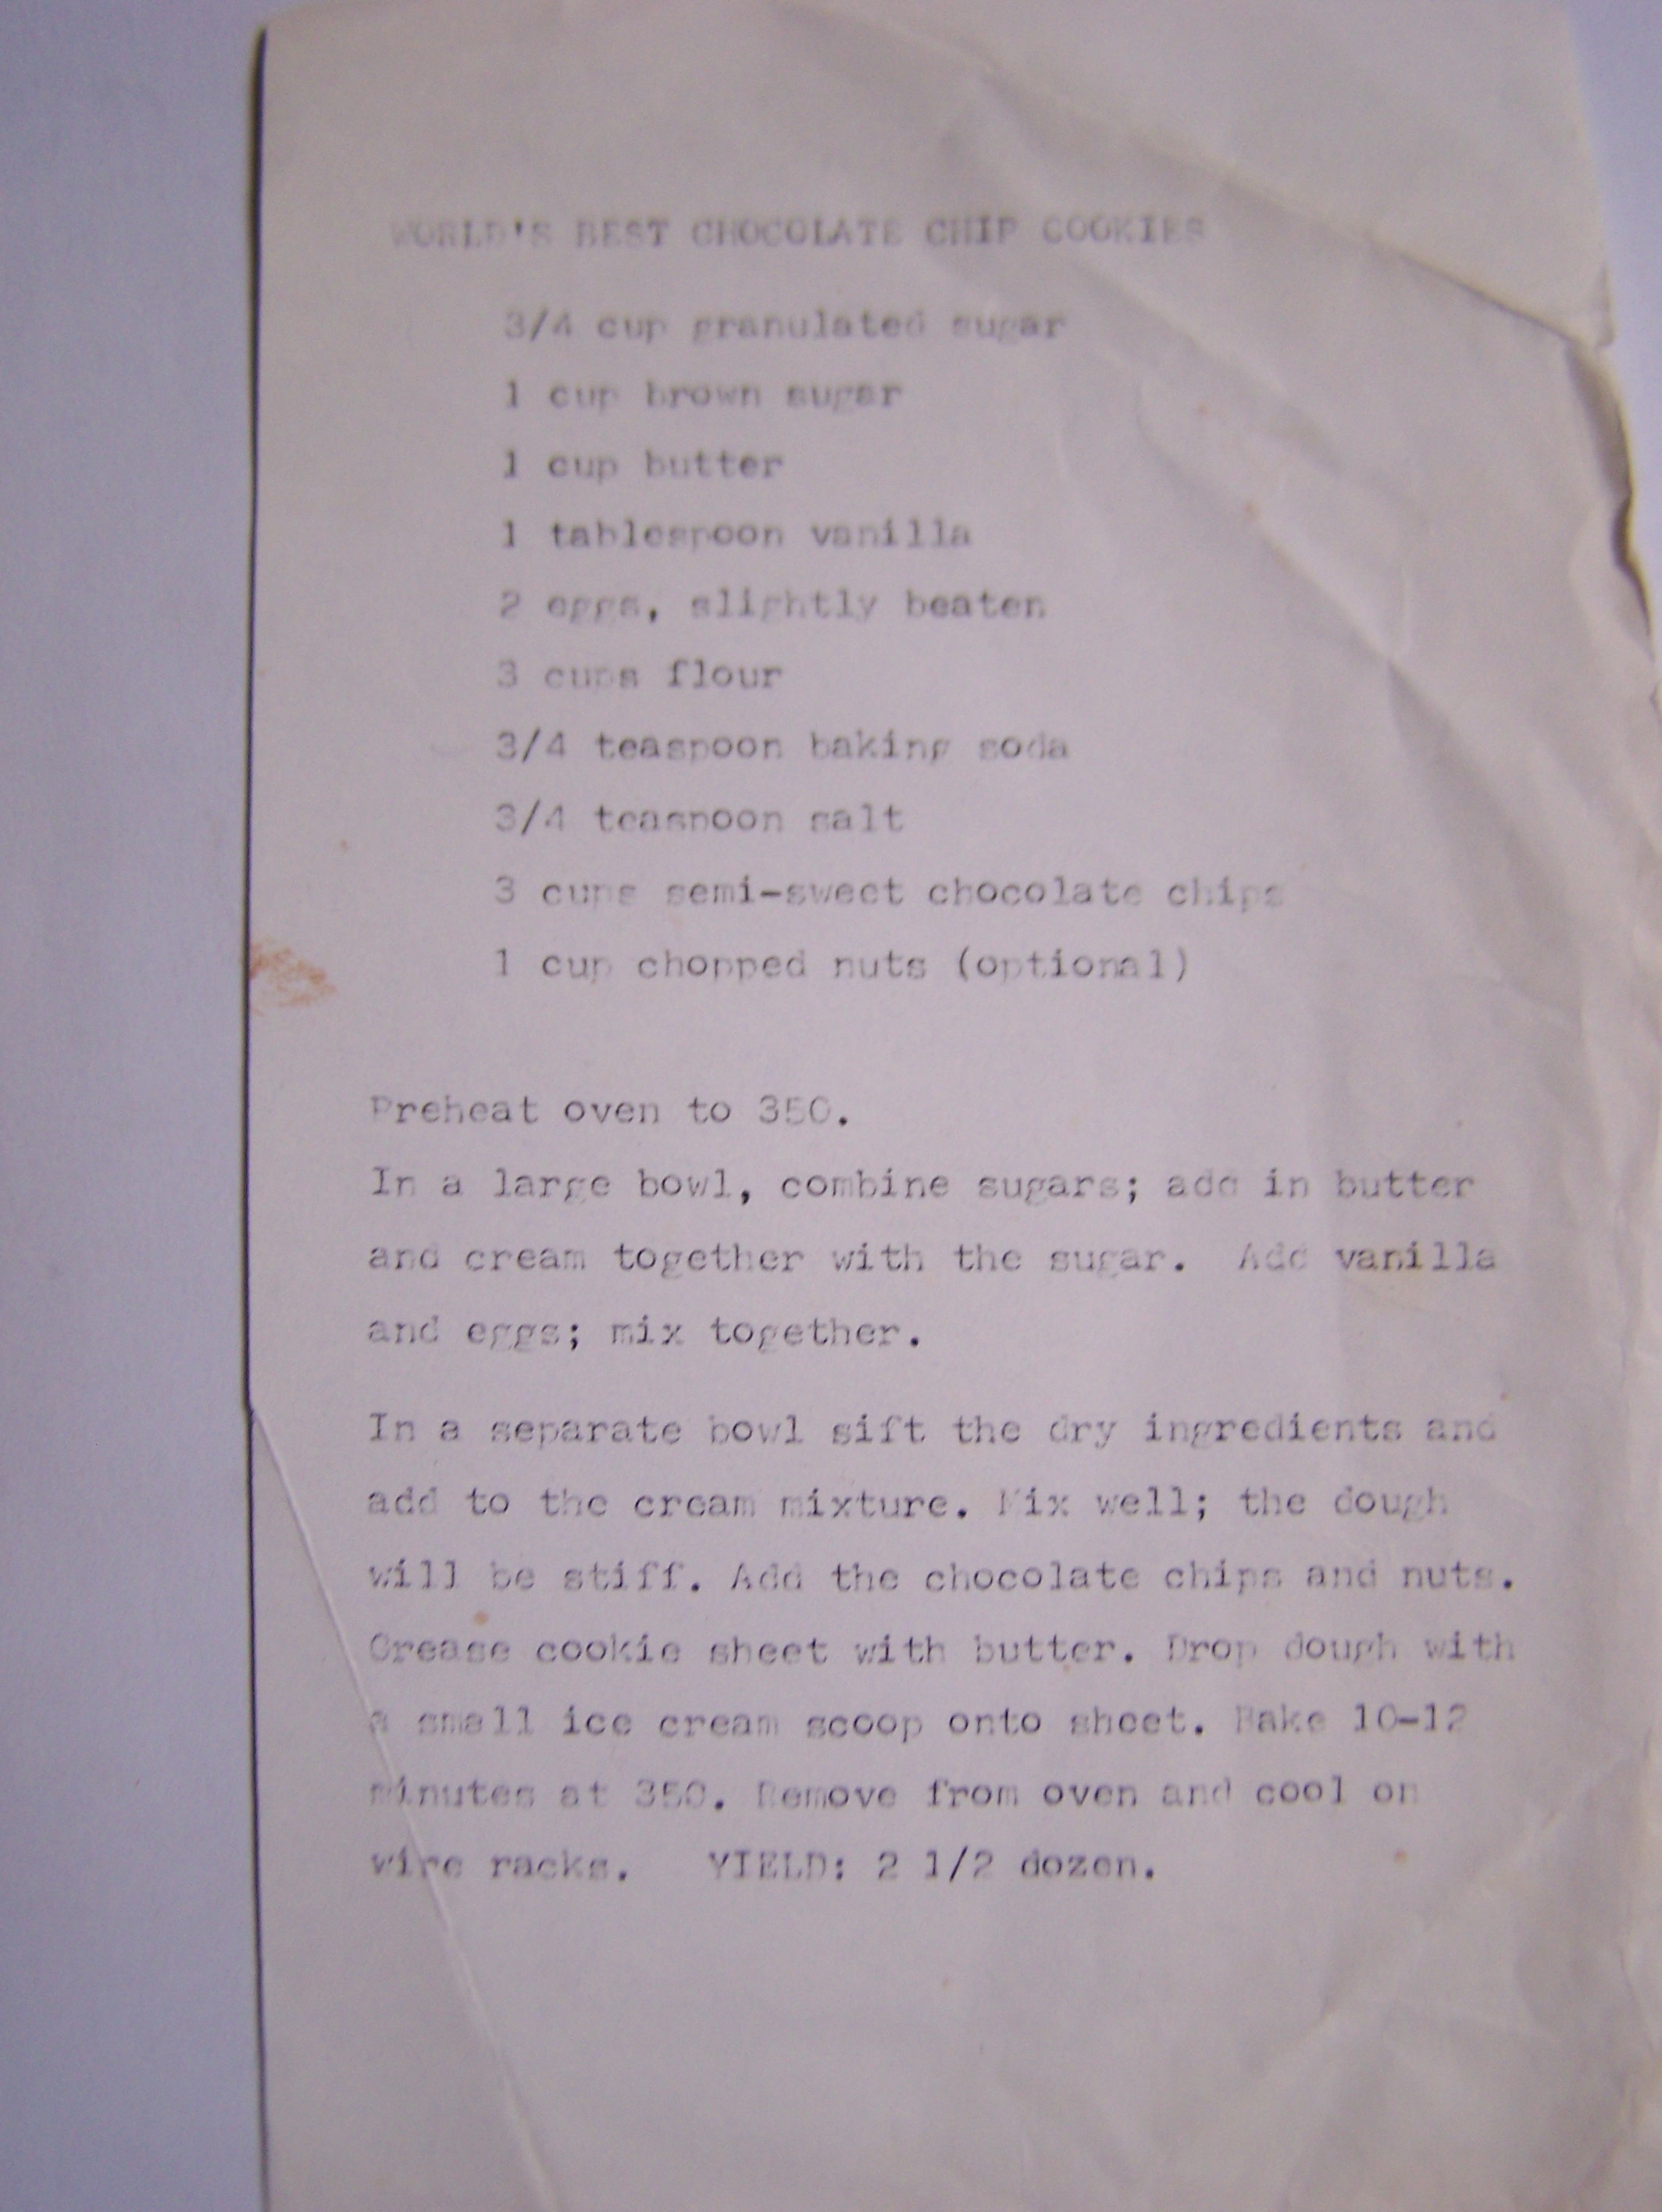 WORLD'S BEST CHOCOLATE CHIP COOKIES
3/4 cup granulated sugar
1 cup brown sugar
1 cup butter
1 tablespoon vanilla
2 eggs, slightly beaten
3 cups flour
3/4 teaspoon baking soda
3/4 teaspoon salt
3 cups semi-sweet chocolate chips
1 cup chopped nuts (optional)
Preheat oven to 350.
In a large bowl, combine sugars; add in butter
and cream together with the sugar. Add vanilla
and eggs; mix together.
In a separate bowl sift the dry ingredients and
add to the cream mixture. Mix well; the dough
will be stiff. Add the chocolate chips and nuts.
Grease cookie sheet with butter. Drop dough with
a small ice cream scoop onto sheet. Bake 10-12
minutes at 350. Remove from oven and cool on
wire racks. YIELD: 2 1/2 dozen.